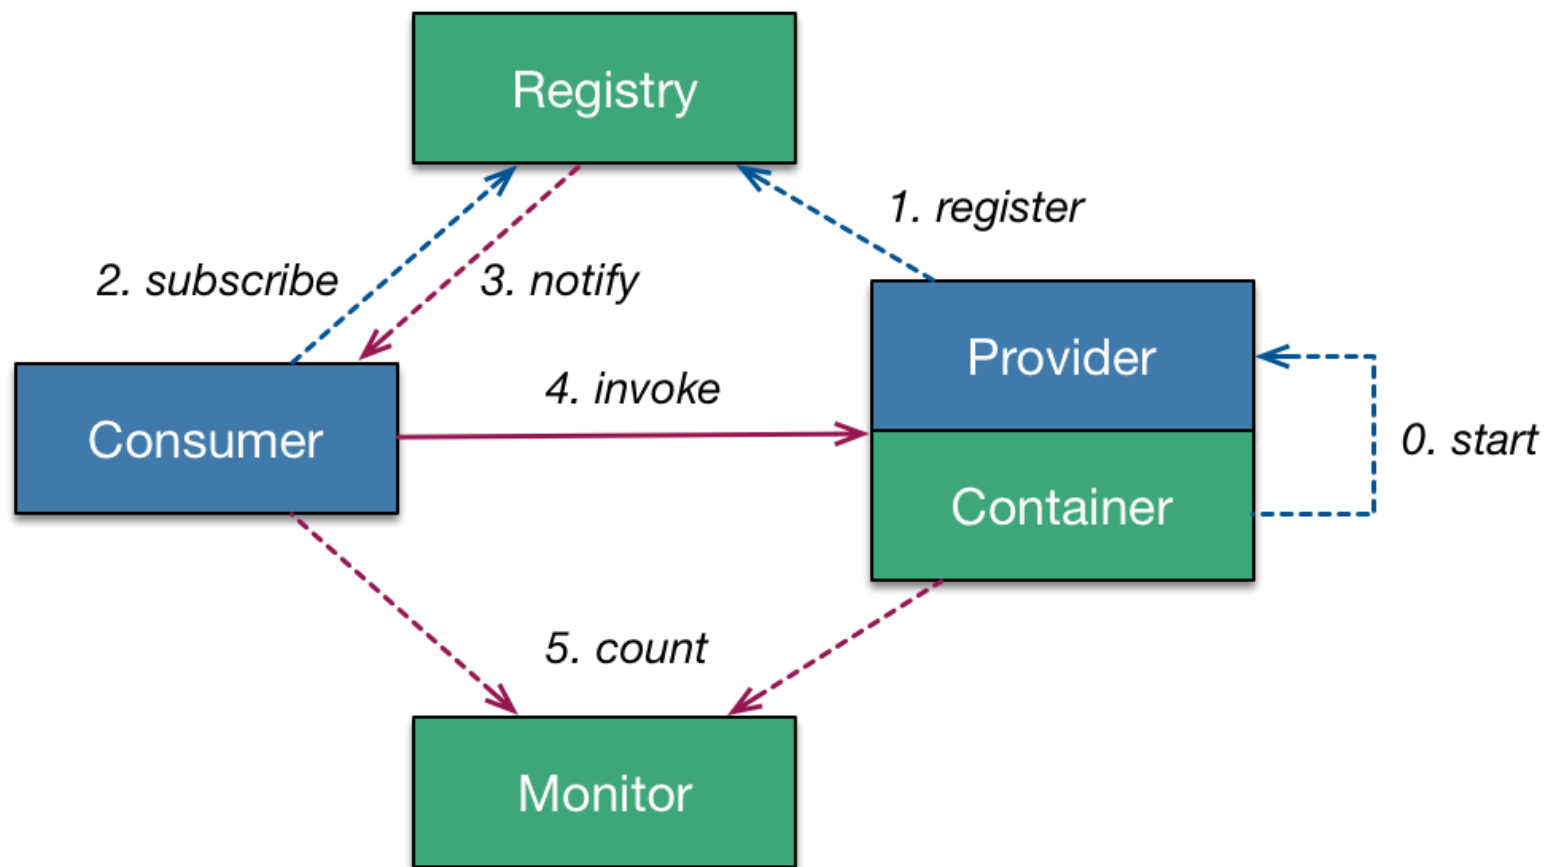 Registry
1. register
2. subscribe
3. notify
Provider
4. invoke
Consumer
0. start
Container
5. count
Monitor